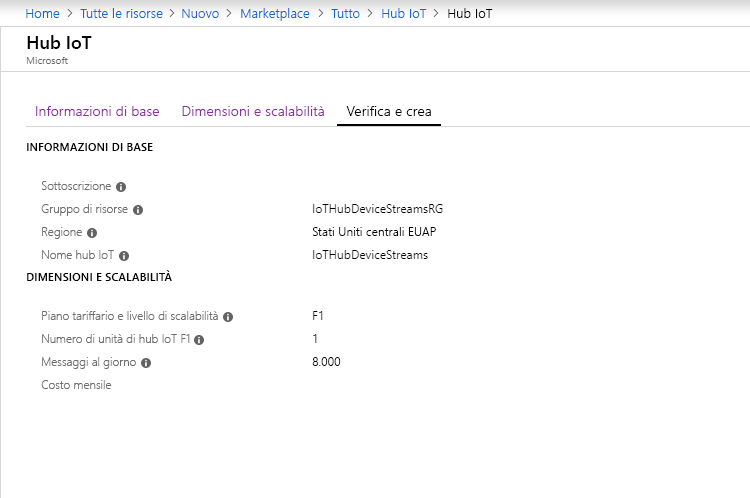 Home > Tutte le risorse > Nuovo > Marketplace > Tutto > Hub IoT > Hub IoT
Hub IoT
Microsoft
Informazioni di base Dimensioni e scalabilità Verifica e crea
INFORMAZIONI DI BASE
Sottoscrizione
Gruppo di risorse IoTHubDeviceStreamsRG
Regione Stati Uniti centrali EUAP
Nome hub IoT IoTHubDeviceStreams
DIMENSIONI E SCALABILITÀ
Piano tariffario e livello di scalabilità F1
Numero di unità di hub IoT F1 1
Messaggi al giorno 8.000
Costo mensile